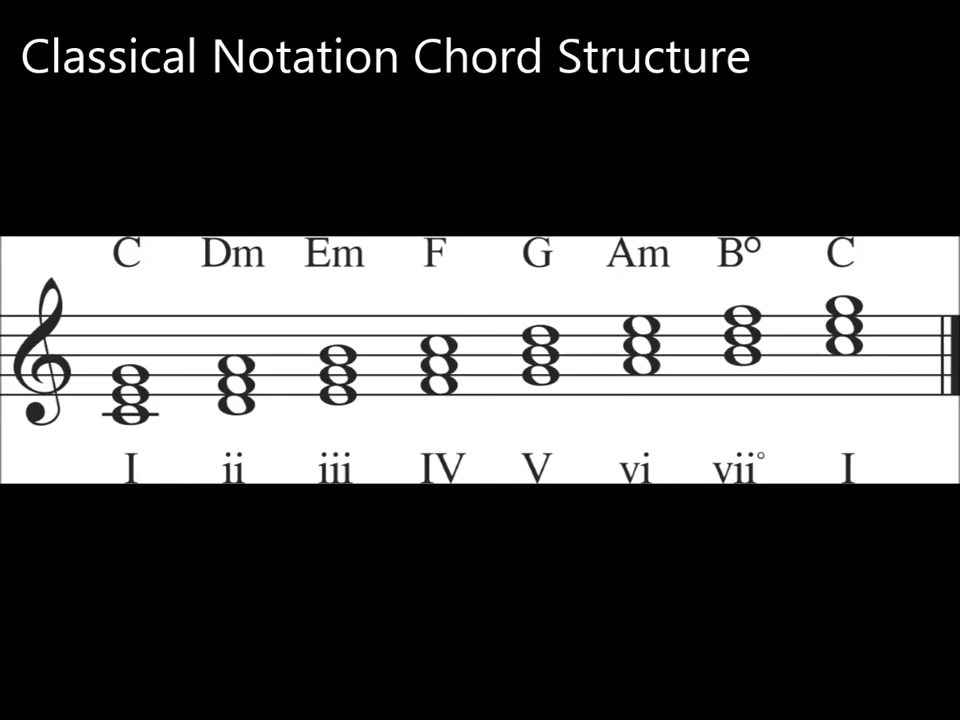 Classical Notation Chord Structure
C Dm Em F G Am B° C
I ii iii IV V vi vii° I